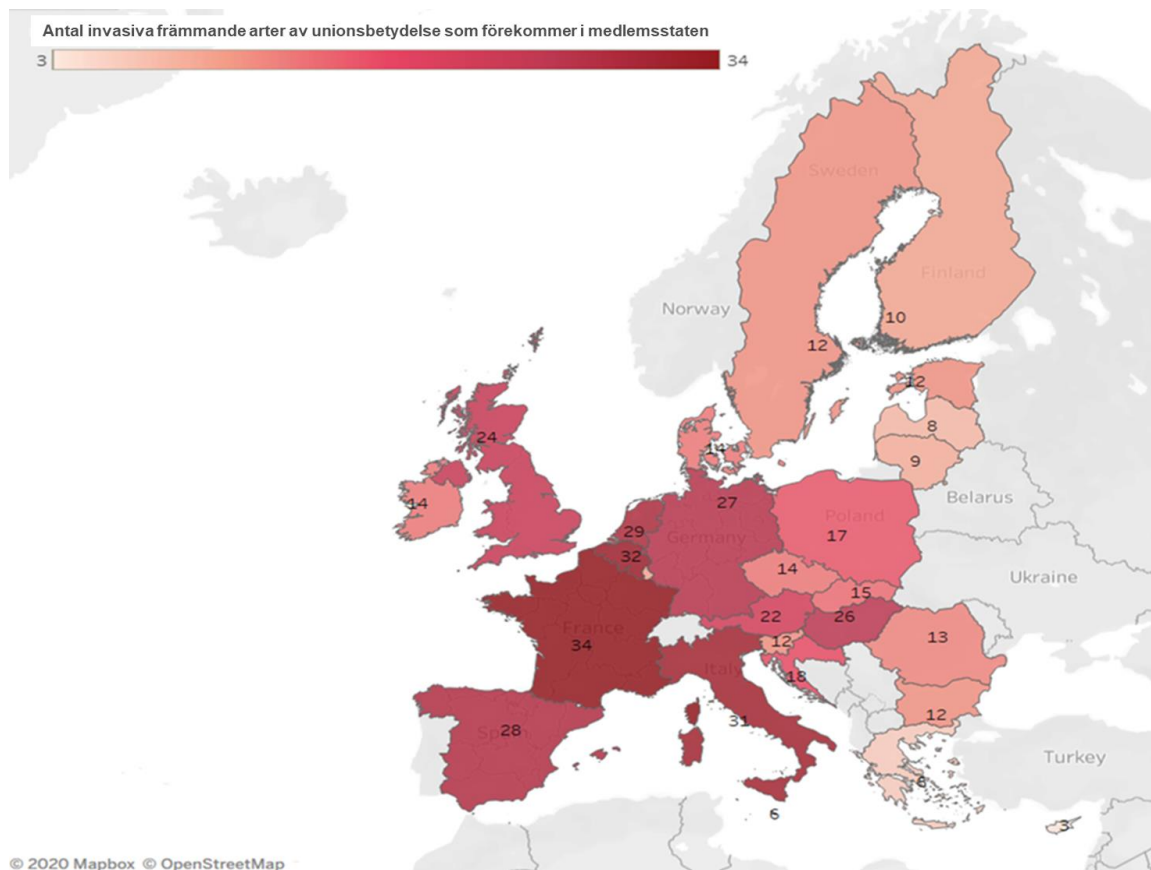 Antal invasiva främmande arter av unionsbetydelse som förekommer i medlemsstaten
3 34
Sweden
Finland
Norway
10
12
12
8
24
14
9
Belarus
27
14
29
Poland
Germany
17
32
14
Ukraine
15
22
26
France
12
13
34
Italy
18
12
31
28
Turkey
6
3
© 2020 Mapbox © OpenStreetMap